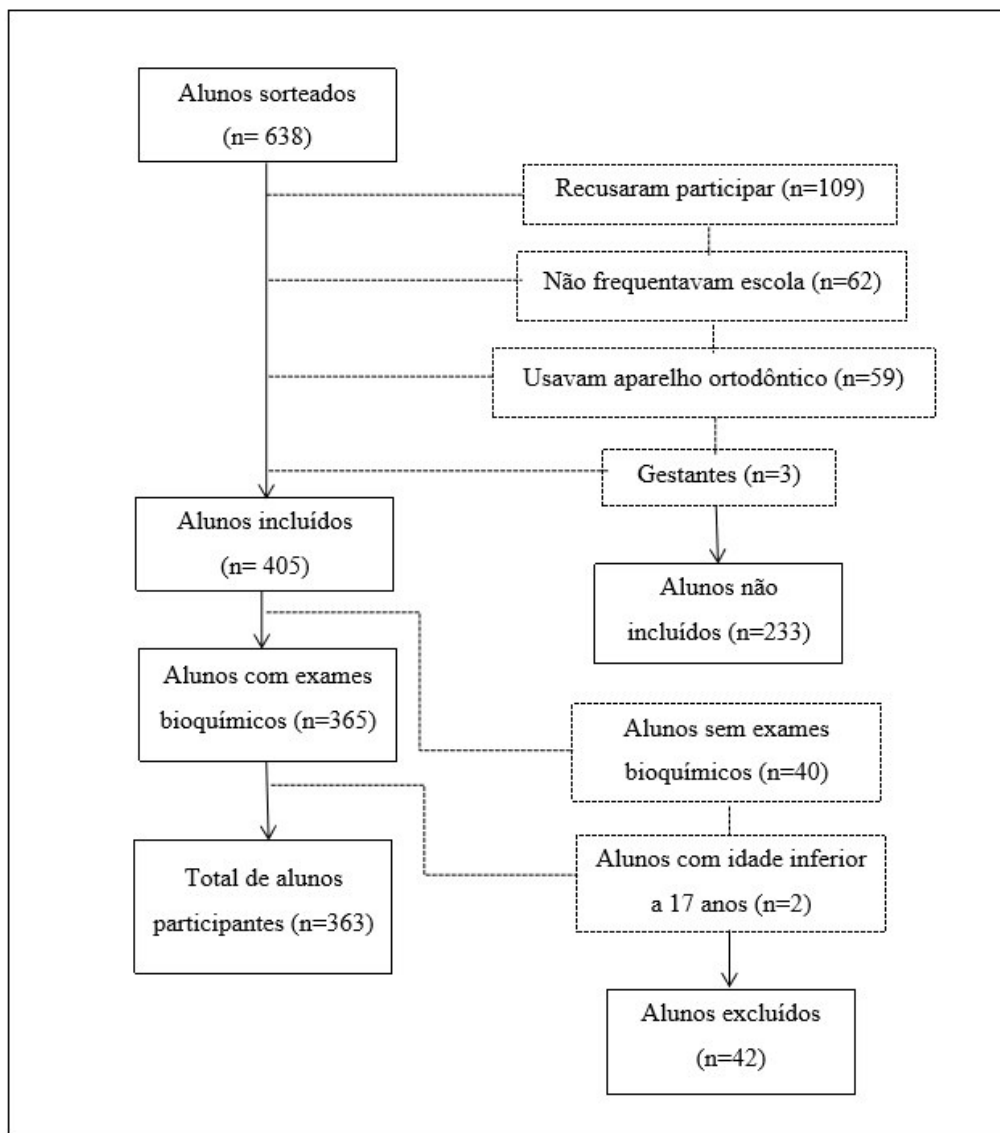 Alunos sorteados
(n= 638)
Recusaram participar (n=109)
Não frequentavam escola (n=62)
Usavam aparelho ortodôntico (n=59)
Gestantes (n=3)
Alunos incluídos
(n= 405)
Alunos não
incluídos (n=233)
Alunos com exames
bioquímicos (n=365)
Alunos sem exames
bioquímicos (n=40)
Alunos com idade inferior
a 17 anos (n=2)
Total de alunos
participantes (n=363)
Alunos excluídos
(n=42)